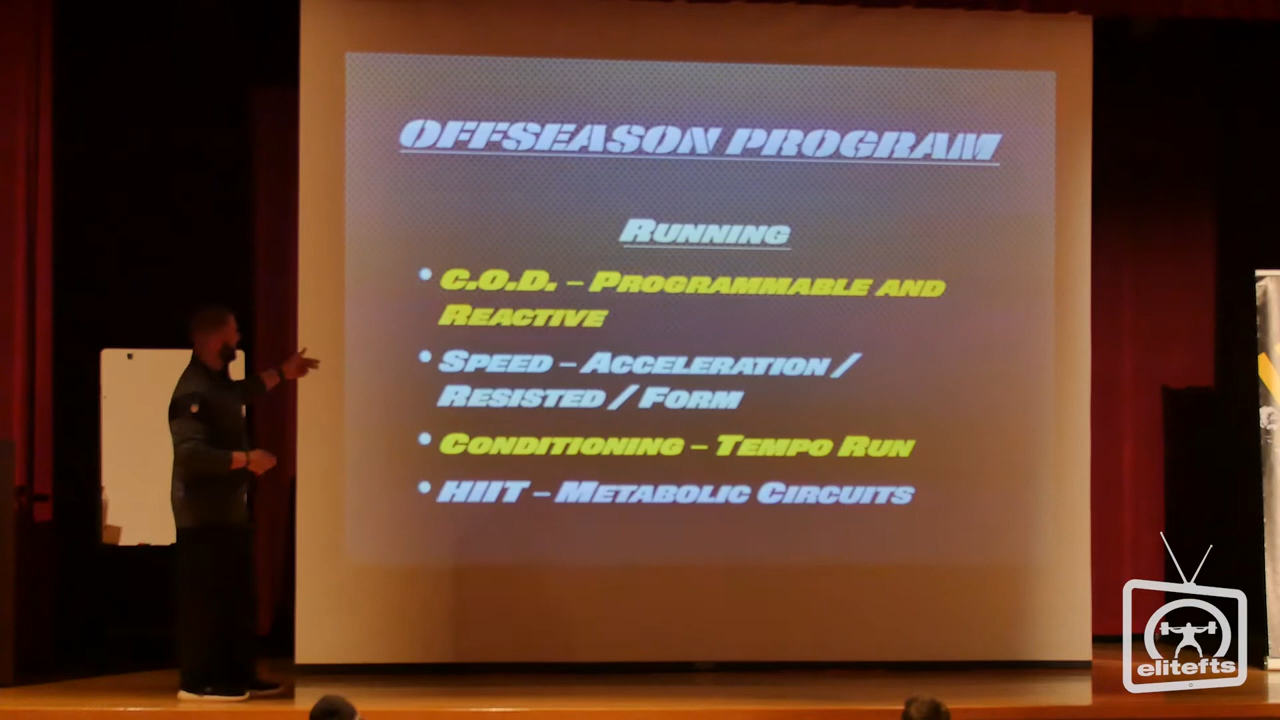 OFFSEASON PROGRAM
RUNNING
• C.O.D. – PROGRAMMABLE AND
REACTIVE
• SPEED – ACCELERATION /
RESISTED / FORM
• CONDITIONING – TEMPO RUN
• HIIT – METABOLIC CIRCUITS
elitefts